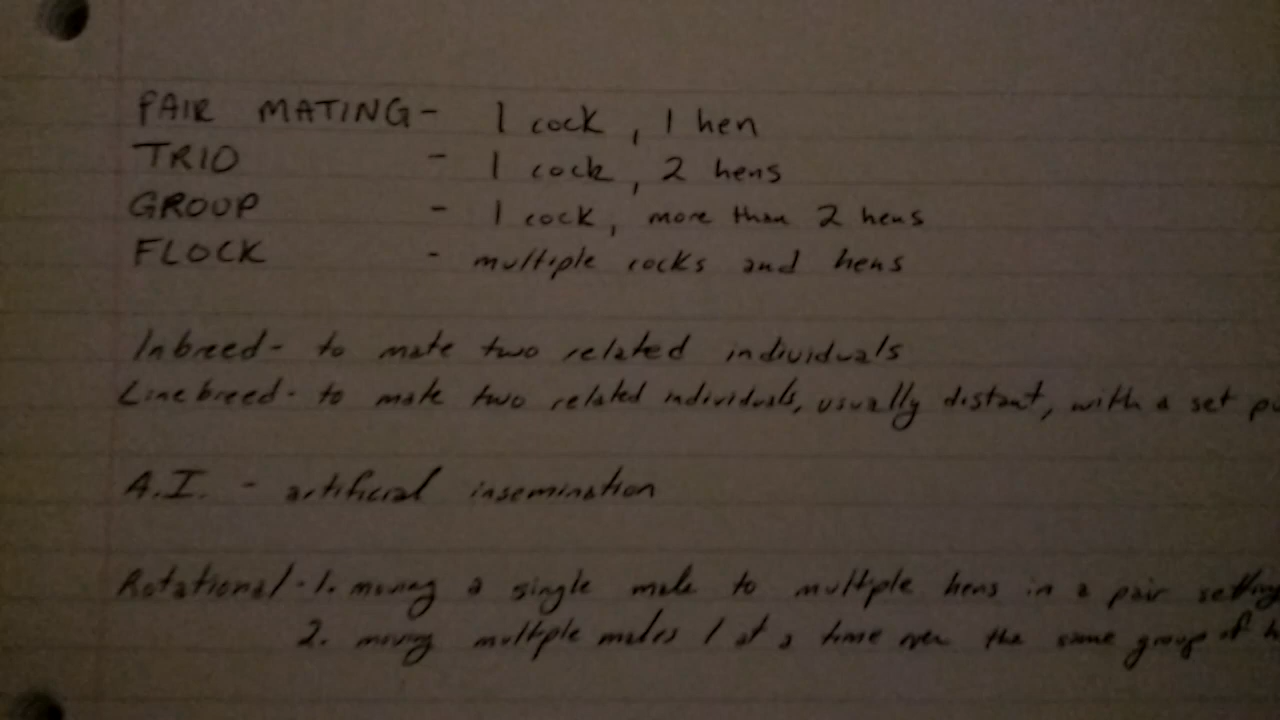 PAIR MATING - 1 cock, 1 hen
TRIO - 1 cock, 2 hens
GROUP - 1 cock, more than 2 hens
FLOCK - multiple cocks and hens
Inbreed - to mate two related individuals
Linebreed - to mate two related individuals, usually distant, with a set
A.I. - artificial insemination
Rotational - 1. moving a single male to multiple hens in a pair setting
2. moving multiple males 1 at a time over the same group of